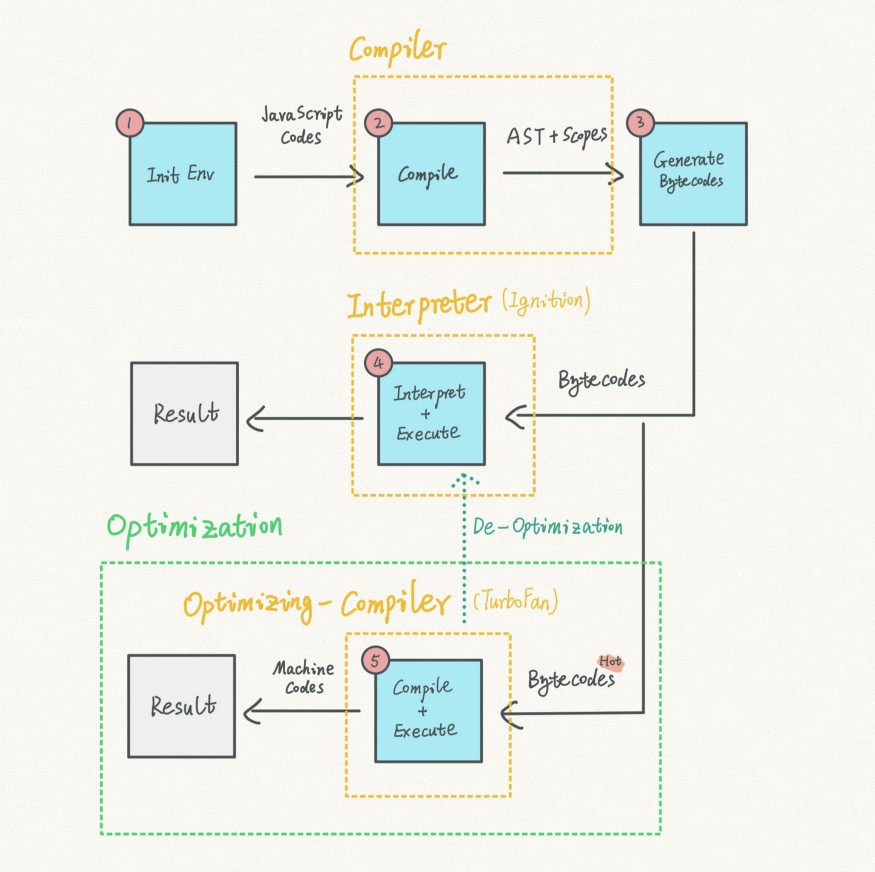 Compiler
1
Init Env
JavaScript
Codes
2
Compile
AST + Scopes
3
Generate
Bytecodes
Interpreter (Ignition)
Result
4
Interpret
+
Execute
Bytecodes
Optimization
De-Optimization
Optimizing-Compiler (TurboFan)
Result
Machine
Codes
5
Compile
+
Execute
Hot
Bytecodes